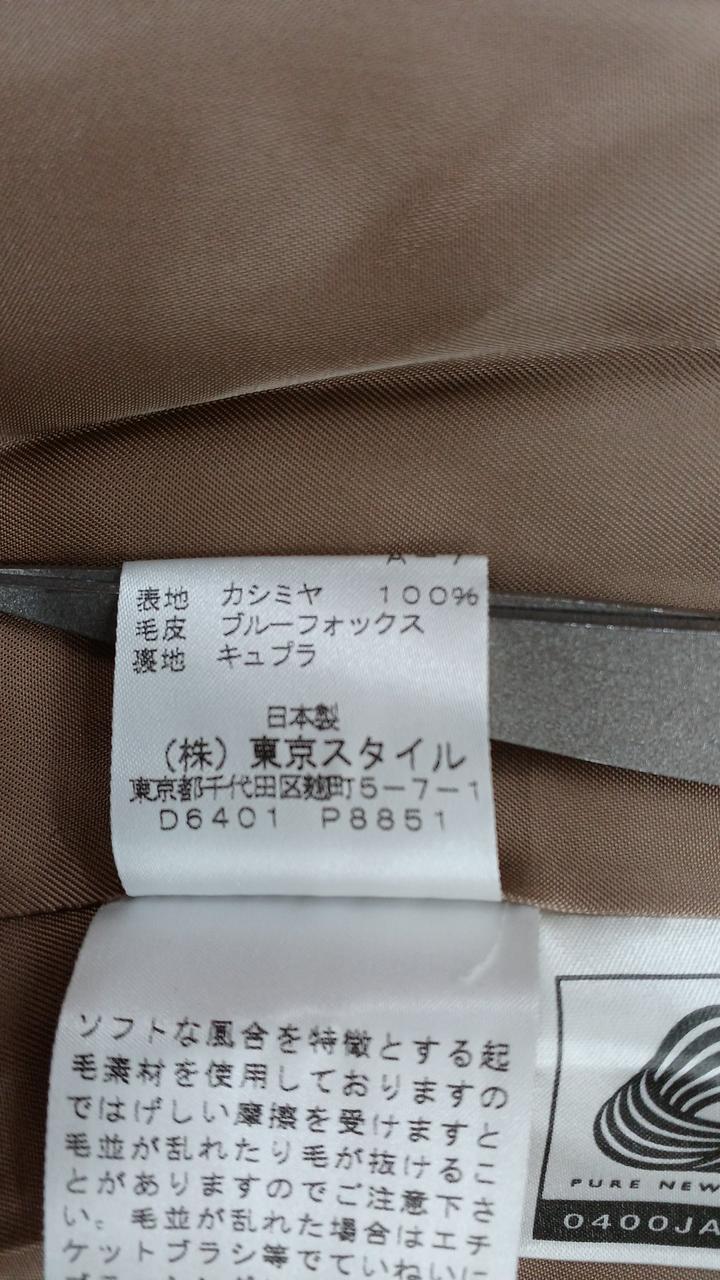 A-7
表地 カシミヤ 100%
毛皮 ブルーフォックス
裏地 キュプラ
日本製
(株) 東京スタイル
東京都千代田区麹町5-7-1
D6401 P8851
ソフトな風合を特徴とする起
毛素材を使用しておりますの
ではげしい摩擦を受けますと
毛並が乱れたり毛が抜けるこ
とがありますのでご注意下さ
い。毛並が乱れた場合はエチ
ケットブラシ等でていねいに
PURE NEW
0400JA